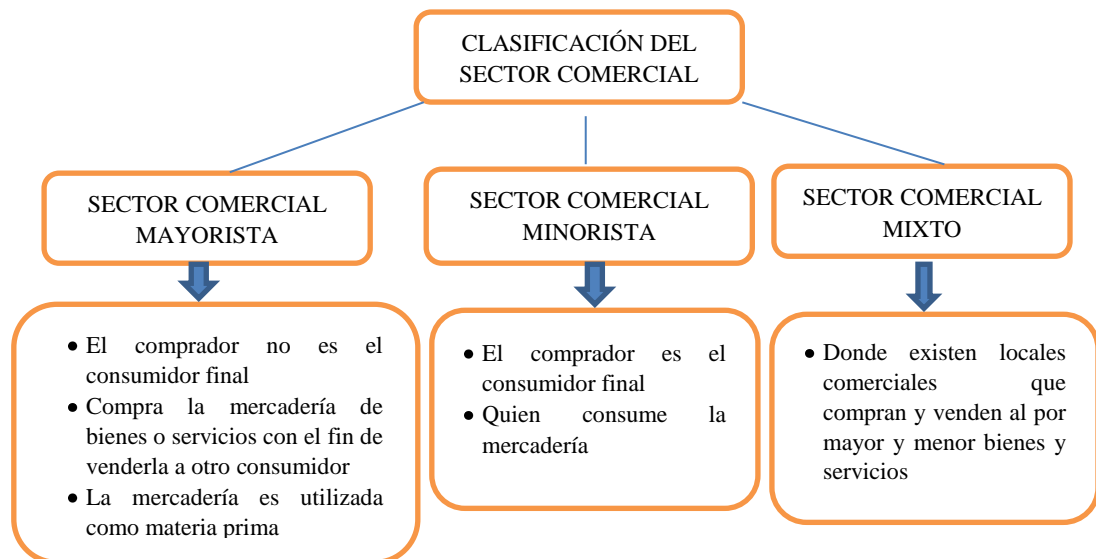 CLASIFICACIÓN DEL
SECTOR COMERCIAL
SECTOR COMERCIAL
MAYORISTA
SECTOR COMERCIAL
MINORISTA
SECTOR COMERCIAL
MIXTO
• El comprador no es el
consumidor final
• Compra la mercadería de
bienes o servicios con el fin de
venderla a otro consumidor
• La mercadería es utilizada
como materia prima
• El comprador es el
consumidor final
• Quien consume la
mercadería
• Donde existen locales
comerciales que
compran y venden al por
mayor y menor bienes y
servicios